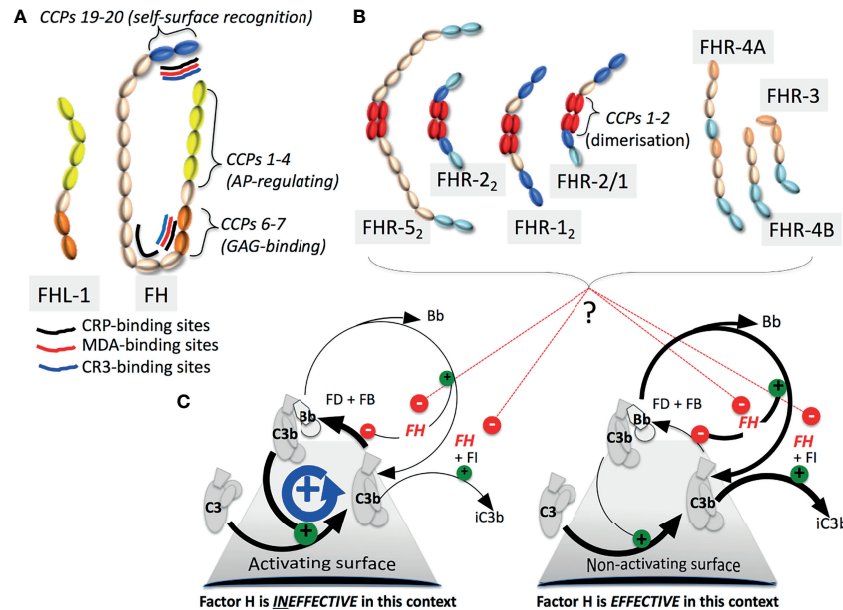 A
CCPs 19-20 (self-surface recognition)
CCPs 1-4
(AP-regulating)
CCPs 6-7
(GAG-binding)
FHL-1
FH
CRP-binding sites
MDA-binding sites
CR3-binding sites
B
FHR-5₂
FHR-2₂
FHR-1₂
FHR-2/1
CCPs 1-2
(dimerisation)
FHR-4A
FHR-3
FHR-4B
?
C
Bb
+
-
-
FD + FB
-
FH
FH
+ FI
+
Bb
C3b
C3b
C3
+
+
iC3b
Activating surface
Factor H is INEFFECTIVE in this context
Bb
+
-
-
FD + FB
-
FH
FH
+ FI
+
Bb
C3b
C3b
C3
+
iC3b
Non-activating surface
Factor H is EFFECTIVE in this context